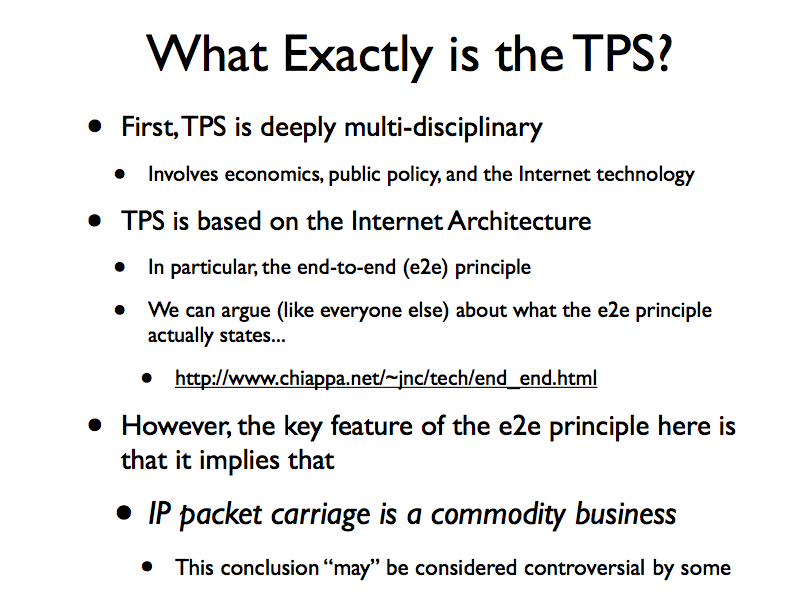 What Exactly is the TPS?
• First, TPS is deeply multi-disciplinary
• Involves economics, public policy, and the Internet technology
• TPS is based on the Internet Architecture
• In particular, the end-to-end (e2e) principle
• We can argue (like everyone else) about what the e2e principle
actually states...
• http://www.chiappa.net/~jnc/tech/end_end.html
• However, the key feature of the e2e principle here is
that it implies that
• IP packet carriage is a commodity business
• This conclusion “may” be considered controversial by some